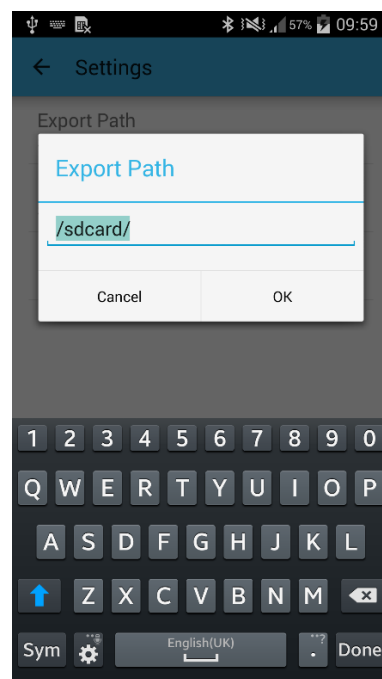 57% 09:59
Settings
Export Path
Export Path
/sdcard/
Cancel OK
1 2 3 4 5 6 7 8 9 0
Q W E R T Y U I O P
A S D F G H J K L
Z X C V B N M
Sym English(UK) . ..? Done